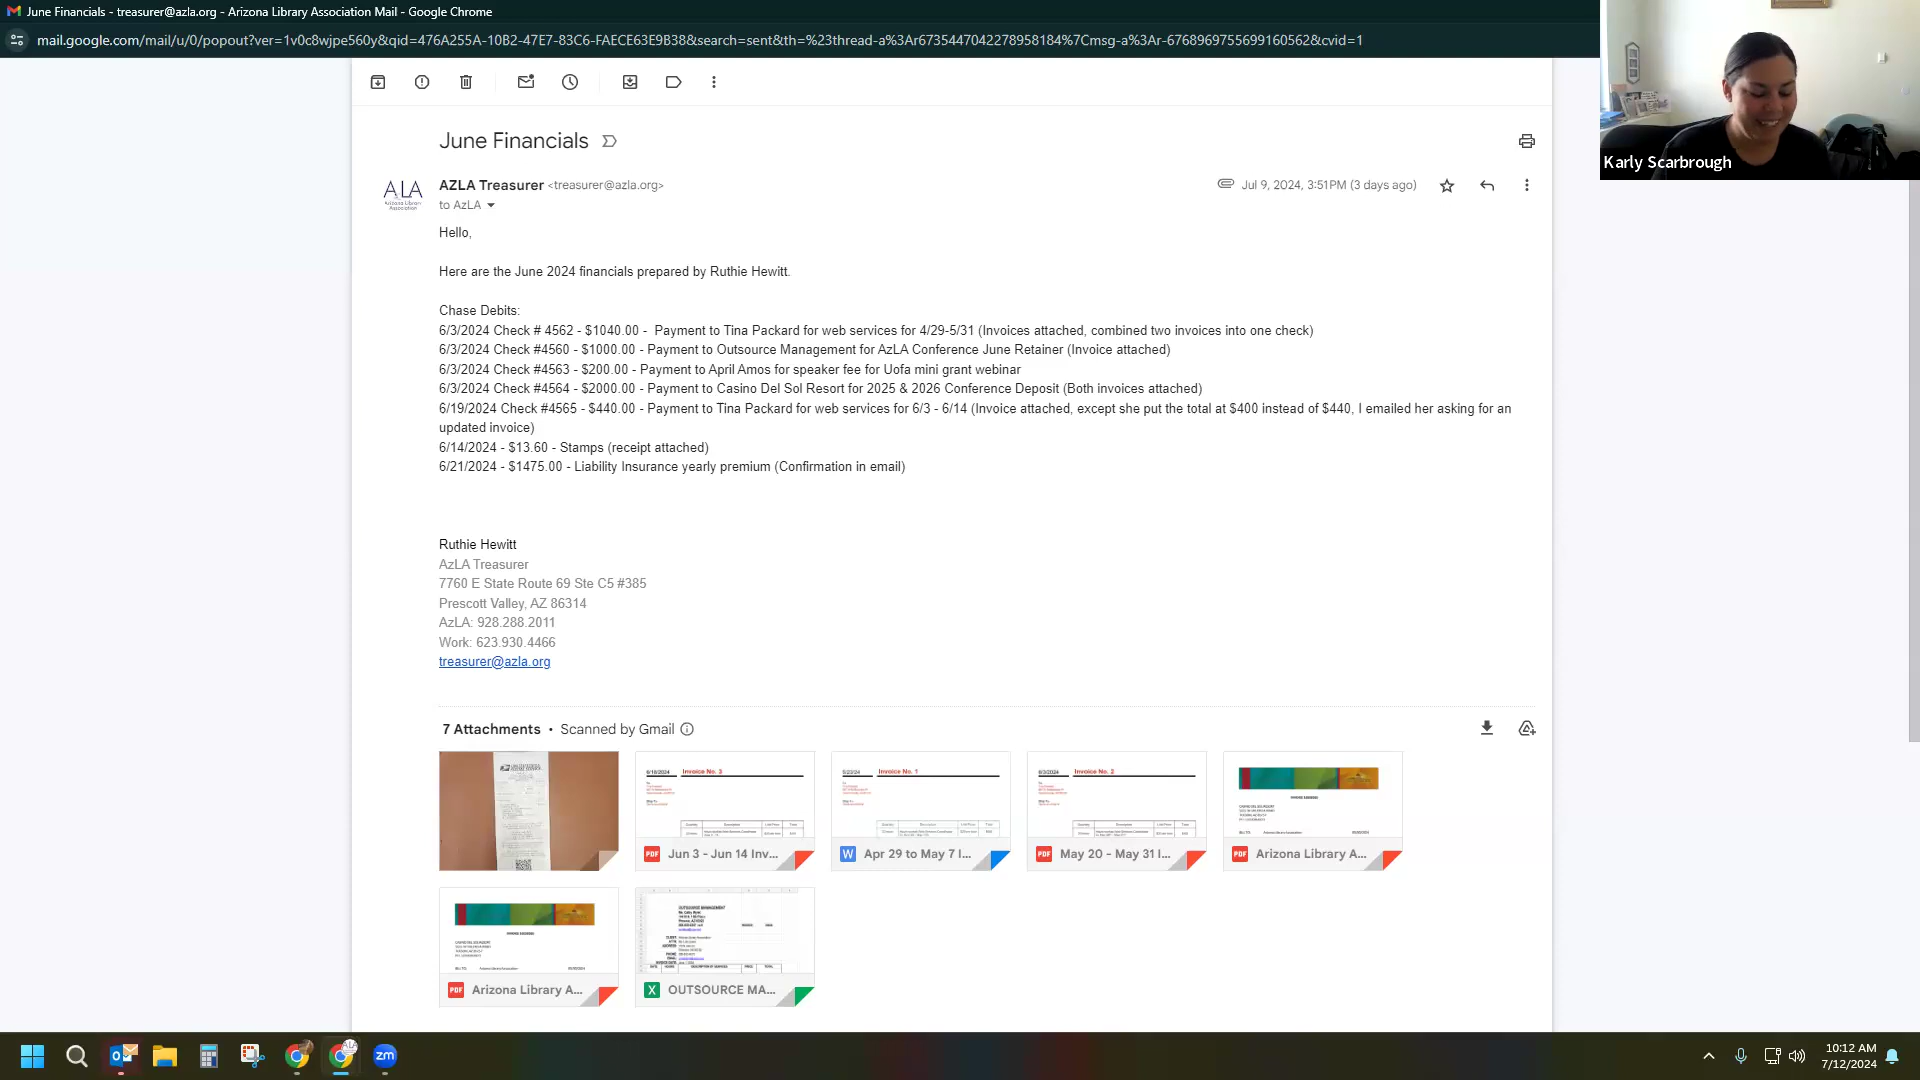 June Financials - treasurer@azla.org - Arizona Library Association Mail - Google Chrome
mail.google.com/mail/u/0/popout?ver=1v0c8wjpe560y&qid=476A255A-10B2-47E7-83C6-FAECE63E9B38&search=sent&th=%23thread-a%3Ar6735447042278958184%7Cmsg-a%3Ar-6768969755699160562&cvid=1
Karly Scarbrough
June Financials
AZLA Treasurer <treasurer@azla.org>
Jul 9, 2024, 3:51 PM (3 days ago)
to AzLA
Hello,
Here are the June 2024 financials prepared by Ruthie Hewitt.
Chase Debits:
6/3/2024 Check # 4562 - $1040.00 -  Payment to Tina Packard for web services for 4/29-5/31 (Invoices attached, combined two invoices into one check)
6/3/2024 Check #4560 - $1000.00 - Payment to Outsource Management for AzLA Conference June Retainer (Invoice attached)
6/3/2024 Check #4563 - $200.00 - Payment to April Amos for speaker fee for Uofa mini grant webinar
6/3/2024 Check #4564 - $2000.00 - Payment to Casino Del Sol Resort for 2025 & 2026 Conference Deposit (Both invoices attached)
6/19/2024 Check #4565 - $440.00 - Payment to Tina Packard for web services for 6/3 - 6/14 (Invoice attached, except she put the total at $400 instead of $440, I emailed her asking for an
updated invoice)
6/14/2024 - $13.60 - Stamps (receipt attached)
6/21/2024 - $1475.00 - Liability Insurance yearly premium (Confirmation in email)
Ruthie Hewitt
AzLA Treasurer
7760 E State Route 69 Ste C5 #385
Prescott Valley, AZ 86314
AzLA: 928.288.2011
Work: 623.930.4466
treasurer@azla.org
7 Attachments • Scanned by Gmail
Invoice No. 3
Invoice No. 1
Invoice No. 2
PDF Jun 3 - Jun 14 Inv...
W Apr 29 to May 7 I...
PDF May 20 - May 31 I...
PDF Arizona Library A...
OUTSOURCE MANAGEMENT
PDF Arizona Library A...
X OUTSOURCE MA...
zm
10:12 AM
7/12/2024